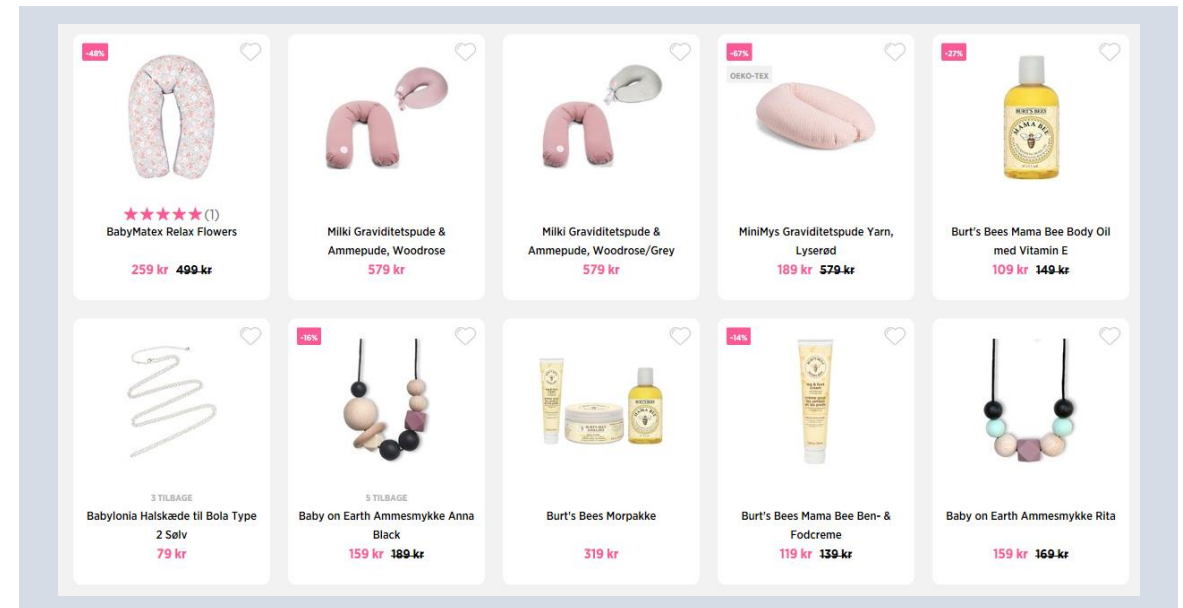 -48%
★★★★★(1)
BabyMatex Relax Flowers
259 kr 499 kr
Milki Graviditetspude &
Ammepude, Woodrose
579 kr
Milki Graviditetspude &
Ammepude, Woodrose/Grey
579 kr
-67%
OEKO-TEX
MiniMys Graviditetspude Yarn,
Lyserød
189 kr 579 kr
-27%
BURT'S BEES
MAMA BEE
Burt's Bees Mama Bee Body Oil
med Vitamin E
109 kr 149 kr
3 TILBAGE
Babylonia Halskæde til Bola Type
2 Sølv
79 kr
-16%
5 TILBAGE
Baby on Earth Ammesmykke Anna
Black
159 kr 189 kr
Burt's Bees Morpakke
319 kr
-14%
Burt's Bees Mama Bee Ben- &
Fodcreme
119 kr 139 kr
Baby on Earth Ammesmykke Rita
159 kr 169 kr